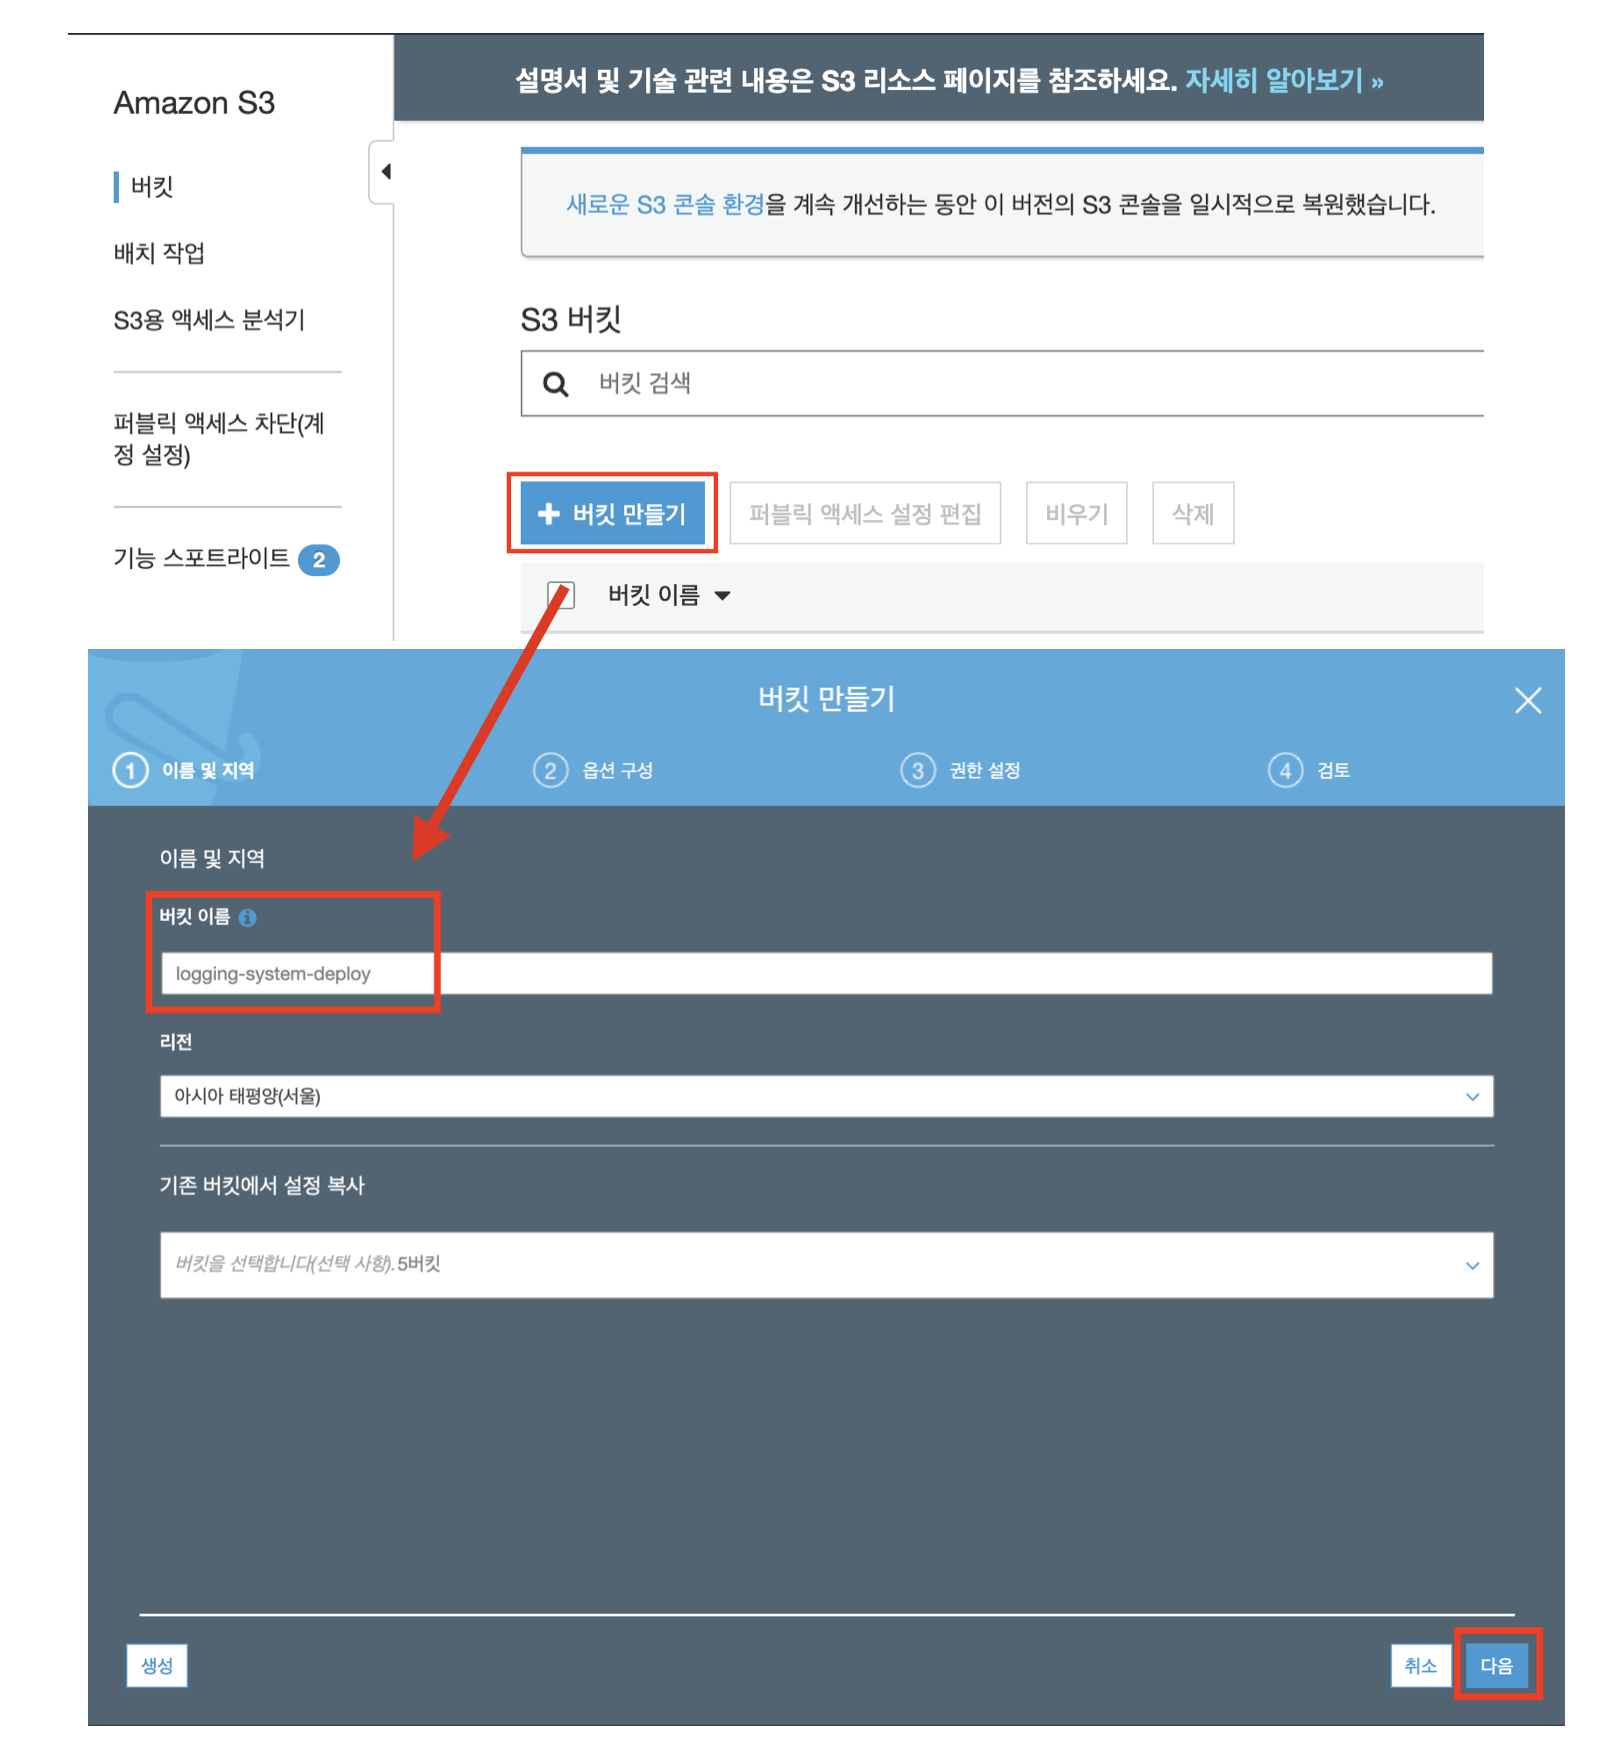 설명서 및 기술 관련 내용은 S3 리소스 페이지를 참조하세요. 자세히 알아보기 »
Amazon S3
버킷
배치 작업
S3용 액세스 분석기
퍼블릭 액세스 차단(계
정 설정)
기능 스포트라이트 2
새로운 S3 콘솔 환경을 계속 개선하는 동안 이 버전의 S3 콘솔을 일시적으로 복원했습니다.
S3 버킷
버킷 검색
+ 버킷 만들기 퍼블릭 액세스 설정 편집 비우기 삭제
버킷 이름
버킷 만들기
1 이름 및 지역 2 옵션 구성 3 권한 설정 4 검토
이름 및 지역
버킷 이름
logging-system-deploy
리전
아시아 태평양(서울)
기존 버킷에서 설정 복사
버킷을 선택합니다(선택 사항). 5버킷
생성 취소 다음